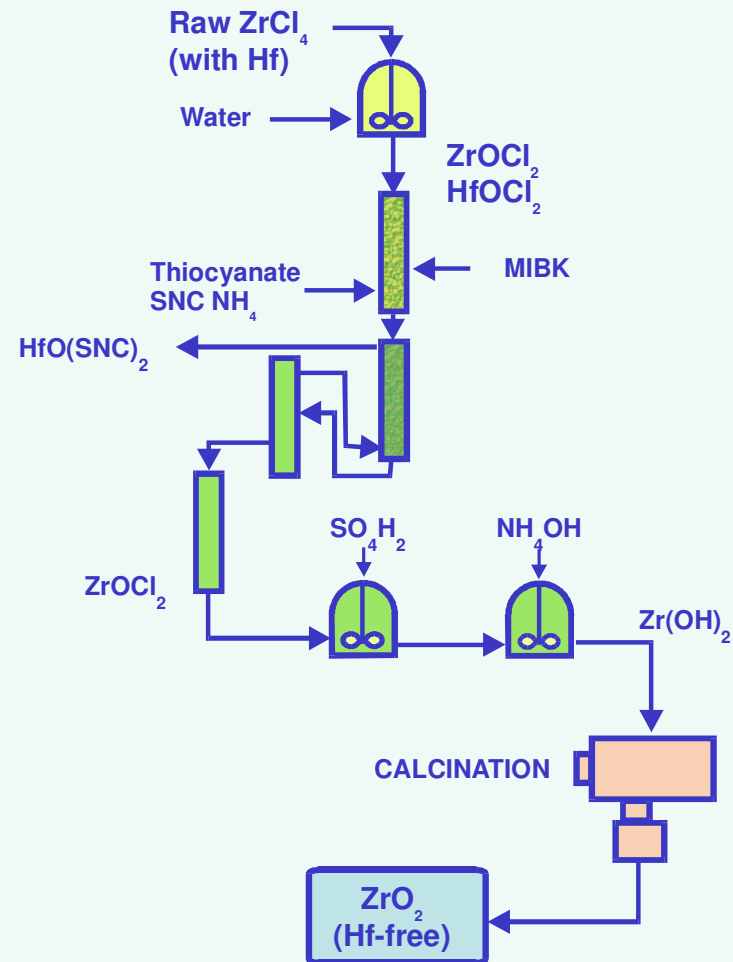 Raw ZrCl₄
(with Hf)
Water
ZrOCl₂
HfOCl₂
Thiocyanate
SNC NH₄
MIBK
HfO(SNC)₂
SO₄H₂
NH₄OH
ZrOCl₂
Zr(OH)₂
CALCINATION
ZrO₂
(Hf-free)